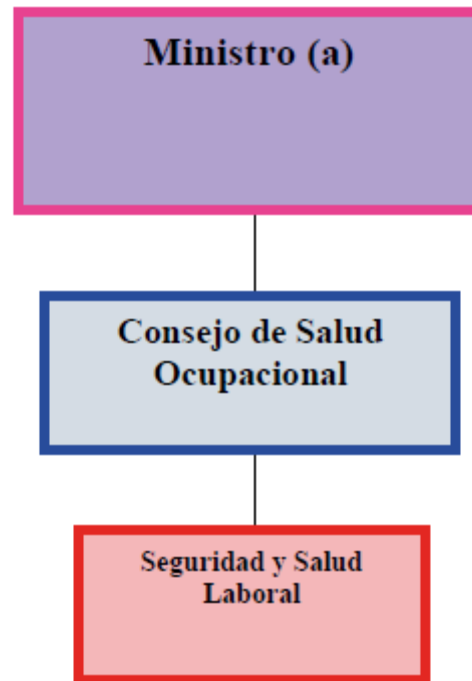 Ministro (a)
Consejo de Salud
Ocupacional
Seguridad y Salud
Laboral